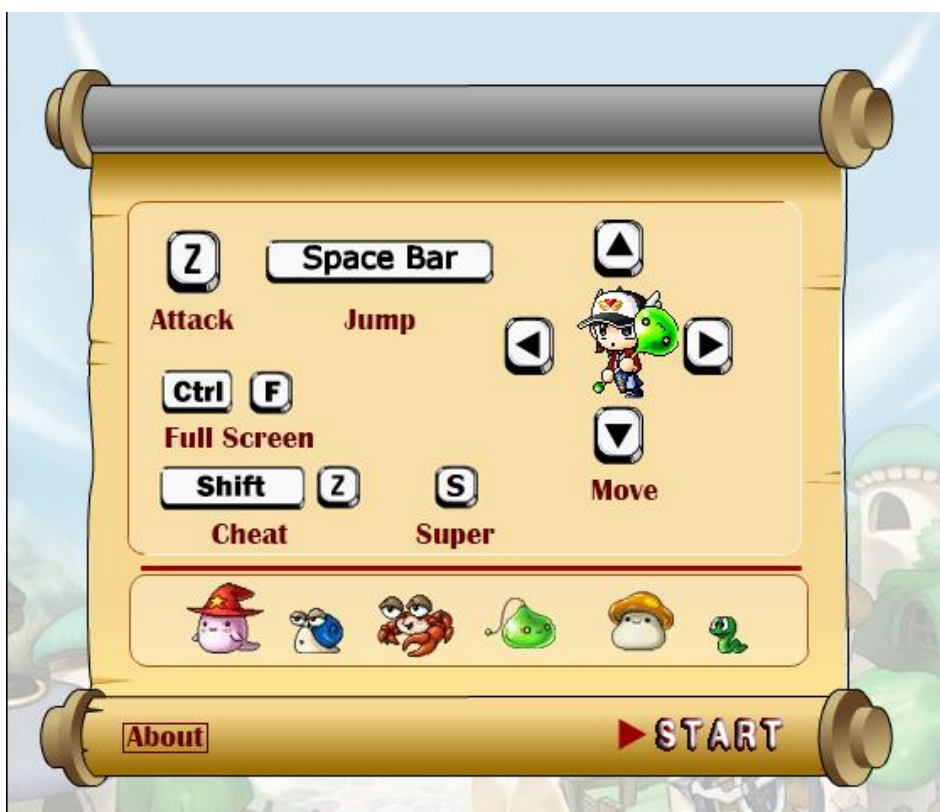 Z
Space Bar
Attack
Jump
Ctrl F
Full Screen
Shift Z
S
Cheat
Super
Move
About
START